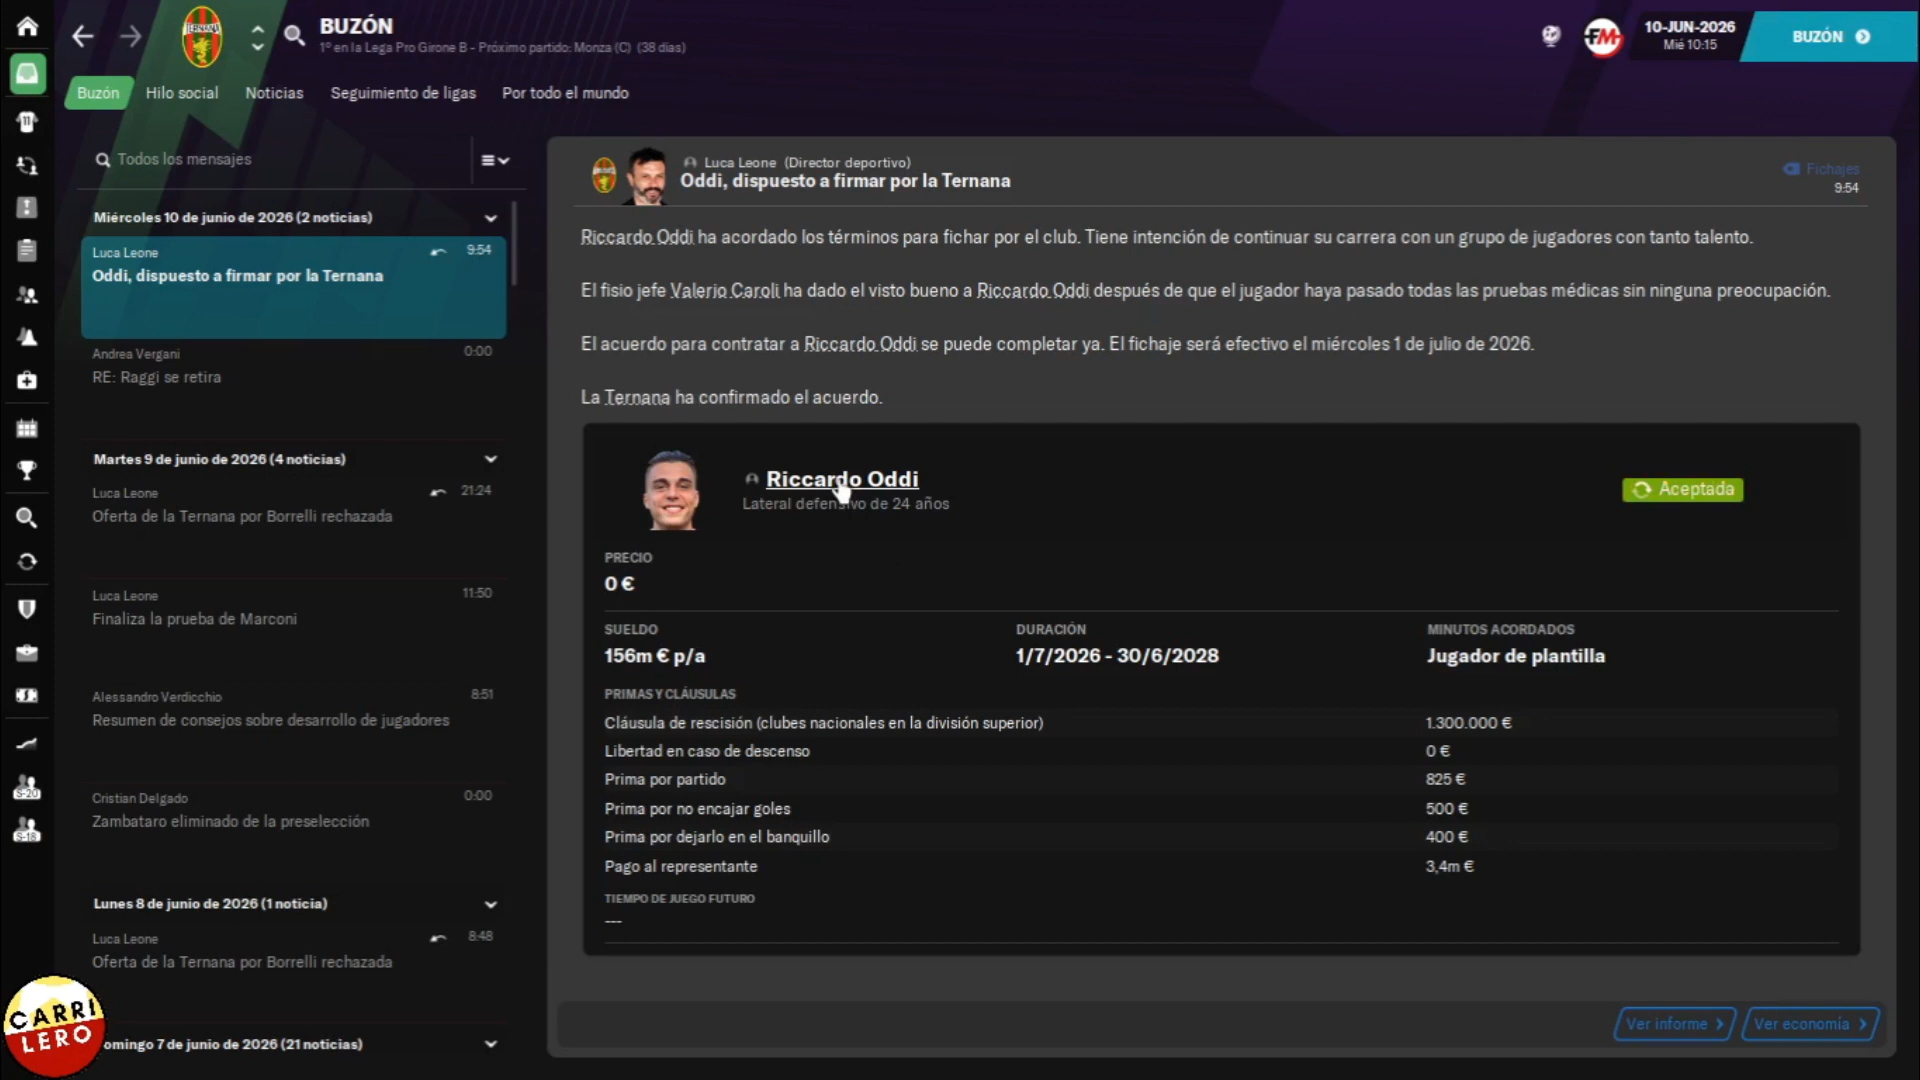 BUZÓN
1º en la Lega Pro Girone B - Próximo partido: Monza (C) (38 días)
TERNANA
FM
10-JUN-2026
Mié 10:15
BUZÓN
Buzón
Hilo social
Noticias
Seguimiento de ligas
Por todo el mundo
Todos los mensajes
Miércoles 10 de junio de 2026 (2 noticias)
Luca Leone
9:54
Oddi, dispuesto a firmar por la Ternana
Andrea Vergani
0:00
RE: Raggi se retira
Martes 9 de junio de 2026 (4 noticias)
Luca Leone
21:24
Oferta de la Ternana por Borrelli rechazada
Luca Leone
11:50
Finaliza la prueba de Marconi
Alessandro Verdicchio
8:51
Resumen de consejos sobre desarrollo de jugadores
Cristian Delgado
0:00
Zambataro eliminado de la preselección
Lunes 8 de junio de 2026 (1 noticia)
Luca Leone
8:48
Oferta de la Ternana por Borrelli rechazada
omingo 7 de junio de 2026 (21 noticias)
S-20
S-18
CARRI
LERO
Luca Leone (Director deportivo)
Oddi, dispuesto a firmar por la Ternana
Fichajes
9:54
Riccardo Oddi ha acordado los términos para fichar por el club. Tiene intención de continuar su carrera con un grupo de jugadores con tanto talento.
El fisio jefe Valerio Caroli ha dado el visto bueno a Riccardo Oddi después de que el jugador haya pasado todas las pruebas médicas sin ninguna preocupación.
El acuerdo para contratar a Riccardo Oddi se puede completar ya. El fichaje será efectivo el miércoles 1 de julio de 2026.
La Ternana ha confirmado el acuerdo.
Riccardo Oddi
Lateral defensivo de 24 años
Aceptada
PRECIO
0 €
SUELDO
156m € p/a
DURACIÓN
1/7/2026 - 30/6/2028
MINUTOS ACORDADOS
Jugador de plantilla
PRIMAS Y CLÁUSULAS
Cláusula de rescisión (clubes nacionales en la división superior)
1.300.000 €
Libertad en caso de descenso
0 €
Prima por partido
825 €
Prima por no encajar goles
500 €
Prima por dejarlo en el banquillo
400 €
Pago al representante
3,4m €
TIEMPO DE JUEGO FUTURO
---
Ver informe
Ver economía